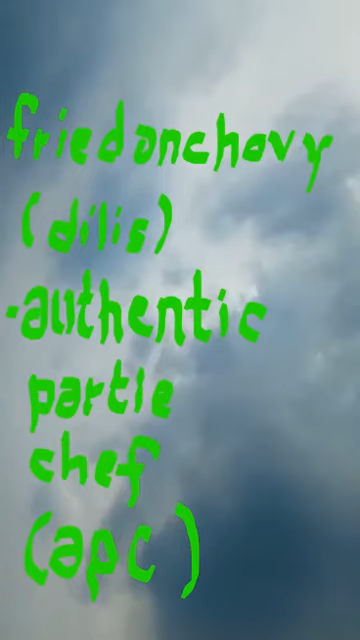 friedanchovy
(dilis)
-authentic
partie
chef
(apc)